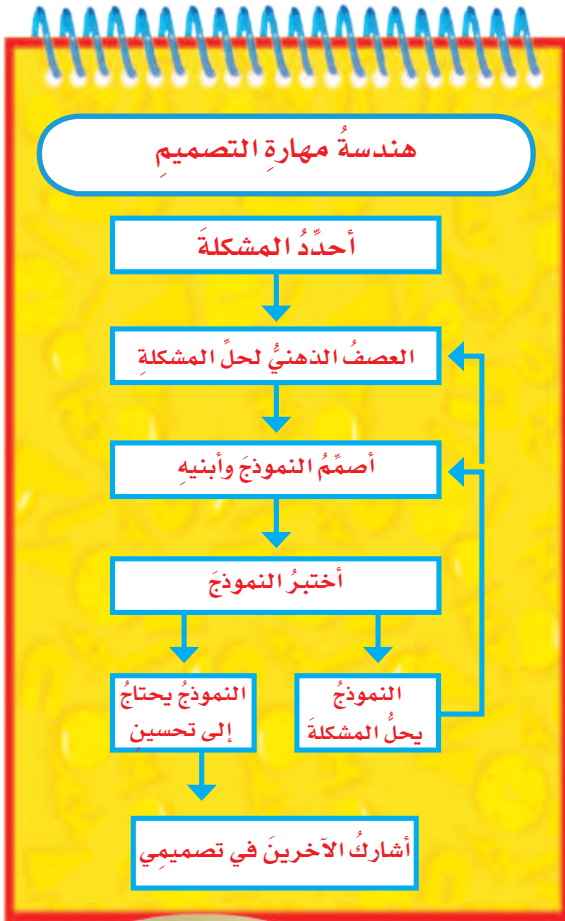 هندسةُ مهارةِ التصميمِ
أحدِّدُ المشكلةَ
العصفُ الذهنيُّ لحلِّ المشكلةِ
أصمِّمُ النموذجَ وأبنيهِ
أختبرُ النموذجَ
النموذجُ
يحلُّ المشكلةَ
النموذجُ يحتاجُ
إلى تحسينٍ
أشاركُ الآخرينَ في تصميمِي